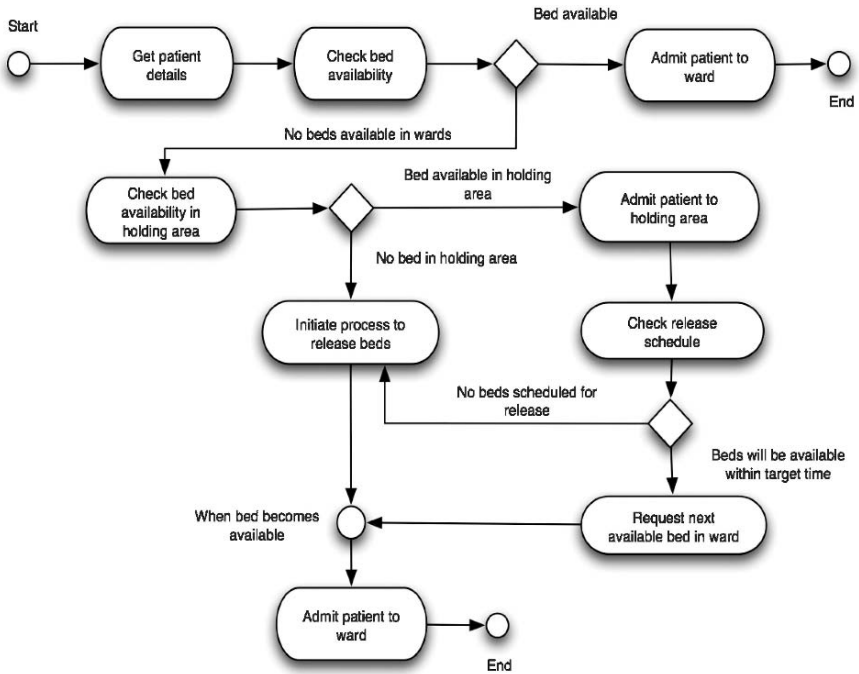 Start
Get patient
details
Check bed
availability
Bed available
Admit patient to
ward
End
No beds available in wards
Check bed
availability in
holding area
Bed available in holding
area
Admit patient to
holding area
No bed in holding area
Initiate process to
release beds
Check release
schedule
No beds scheduled for
release
Beds will be available
within target time
When bed becomes
available
Request next
available bed in ward
Admit patient to
ward
End